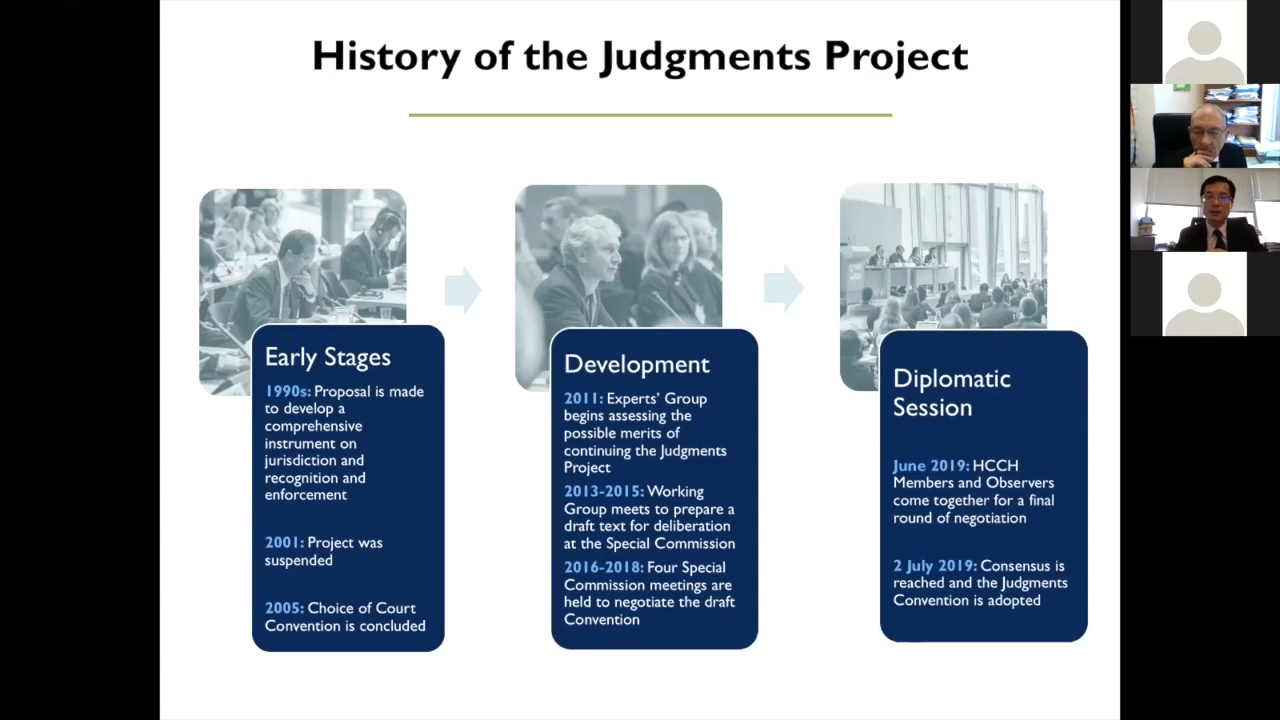 History of the Judgments Project
Early Stages
1990s: Proposal is made
to develop a
comprehensive
instrument on
jurisdiction and
recognition and
enforcement
2001: Project was
suspended
2005: Choice of Court
Convention is concluded
Development
2011: Experts’ Group
begins assessing the
possible merits of
continuing the Judgments
Project
2013-2015: Working
Group meets to prepare a
draft text for deliberation
at the Special Commission
2016-2018: Four Special
Commission meetings are
held to negotiate the draft
Convention
Diplomatic
Session
June 2019: HCCH
Members and Observers
come together for a final
round of negotiation
2 July 2019: Consensus is
reached and the Judgments
Convention is adopted